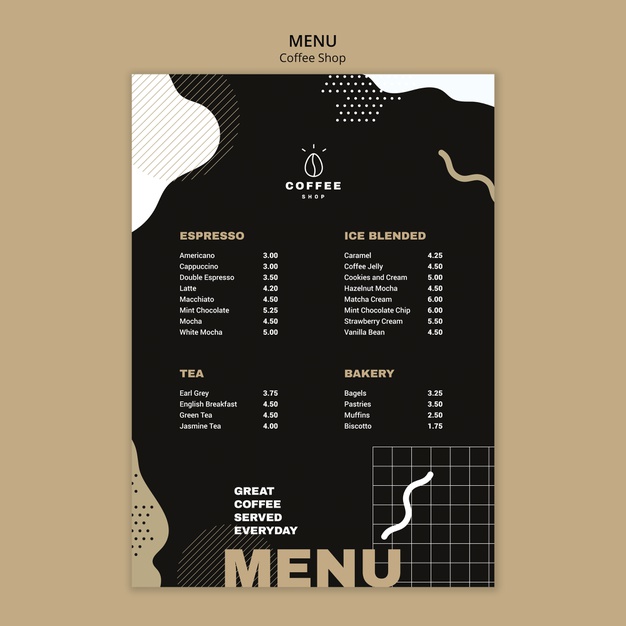 MENU
Coffee Shop
COFFEE
SHOP
ESPRESSO
Americano 3.00
Cappuccino 3.00
Double Espresso 3.50
Latte 4.20
Macchiato 4.50
Mint Chocolate 5.25
Mocha 4.50
White Mocha 5.00
ICE BLENDED
Caramel 4.25
Coffee Jelly 4.50
Cookies and Cream 5.00
Hazelnut Mocha 4.50
Matcha Cream 6.00
Mint Chocolate Chip 6.00
Strawberry Cream 5.50
Vanilla Bean 4.50
TEA
Earl Grey 3.75
English Breakfast 4.50
Green Tea 4.50
Jasmine Tea 4.00
BAKERY
Bagels 3.25
Pastries 3.50
Muffins 2.50
Biscotto 1.75
GREAT
COFFEE
SERVED
EVERYDAY
MENU